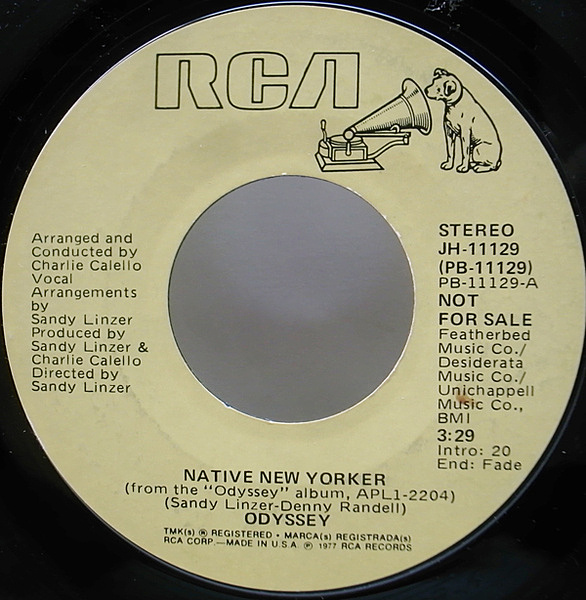 RCA
Arranged and
Conducted by
Charlie Calello
Vocal
Arrangements
by
Sandy Linzer
Produced by
Sandy Linzer &
Charlie Calello
Directed by
Sandy Linzer
STEREO
JH-11129
(PB-11129)
PB-11129-A
NOT
FOR SALE
Featherbed
Music Co./
Desiderata
Music Co./
Unichappell
Music Co.,
BMI
3:29
Intro: 20
End: Fade
NATIVE NEW YORKER
(from the "Odyssey" album, APL1-2204)
(Sandy Linzer-Denny Randell)
ODYSSEY
TMK(s) ® REGISTERED • MARCA(s) REGISTRADA(s)
RCA CORP.—MADE IN U.S.A. ℗ 1977 RCA RECORDS